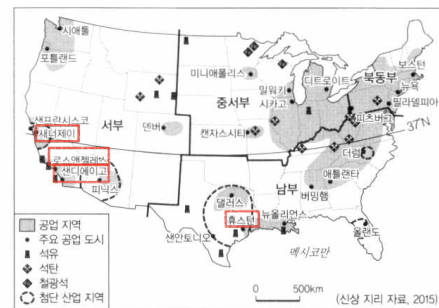 시애틀
포틀랜드
미니애폴리스
보스턴
북동부
디트로이트
뉴욕
밀워키
중서부
시카고
필라델피아
피츠버그
샌프란시스코
서부
덴버
캔자스시티
37N
새너제이
로스앤젤레스
샌디에이고
피닉스
더럼
남부
애틀랜타
버밍햄
댈러스
휴스턴
뉴올리언스
올랜도
샌안토니오
멕시코만
공업 지역
주요 공업 도시
석유
석탄
철광석
첨단 산업 지역
0 500km
(신상 지리 자료, 2015)